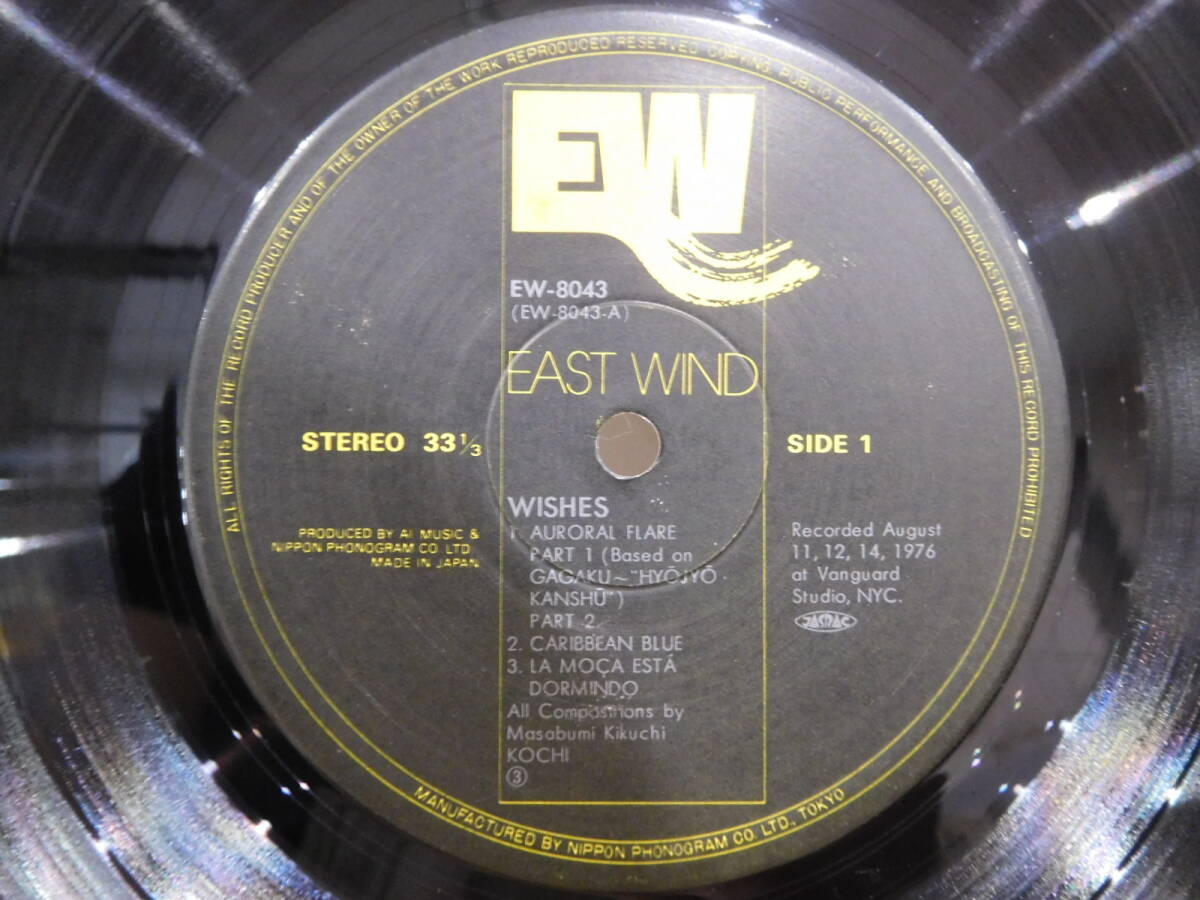 ALL RIGHTS OF THE RECORD PRODUCER AND OF THE OWNER OF THE WORK REPRODUCED RESERVED COPYING, PUBLIC PERFORMANCE AND BROADCASTING OF THIS RECORD PROHIBITED
EW
EW-8043
(EW-8043-A)
EAST WIND
STEREO 33 1/3
SIDE 1
PRODUCED BY AI MUSIC &
NIPPON PHONOGRAM CO. LTD.
MADE IN JAPAN
WISHES
1. AURORAL FLARE
PART 1 (Based on
GAGAKU~"HYŌJYŌ
KANSHŪ")
PART 2
2. CARIBBEAN BLUE
3. LA MOÇA ESTÁ
DORMINDO
All Compositions by
Masabumi Kikuchi
KOCHI
③
Recorded August
11, 12, 14, 1976
at Vanguard
Studio, NYC.
JASRAC
MANUFACTURED BY NIPPON PHONOGRAM CO. LTD., TOKYO